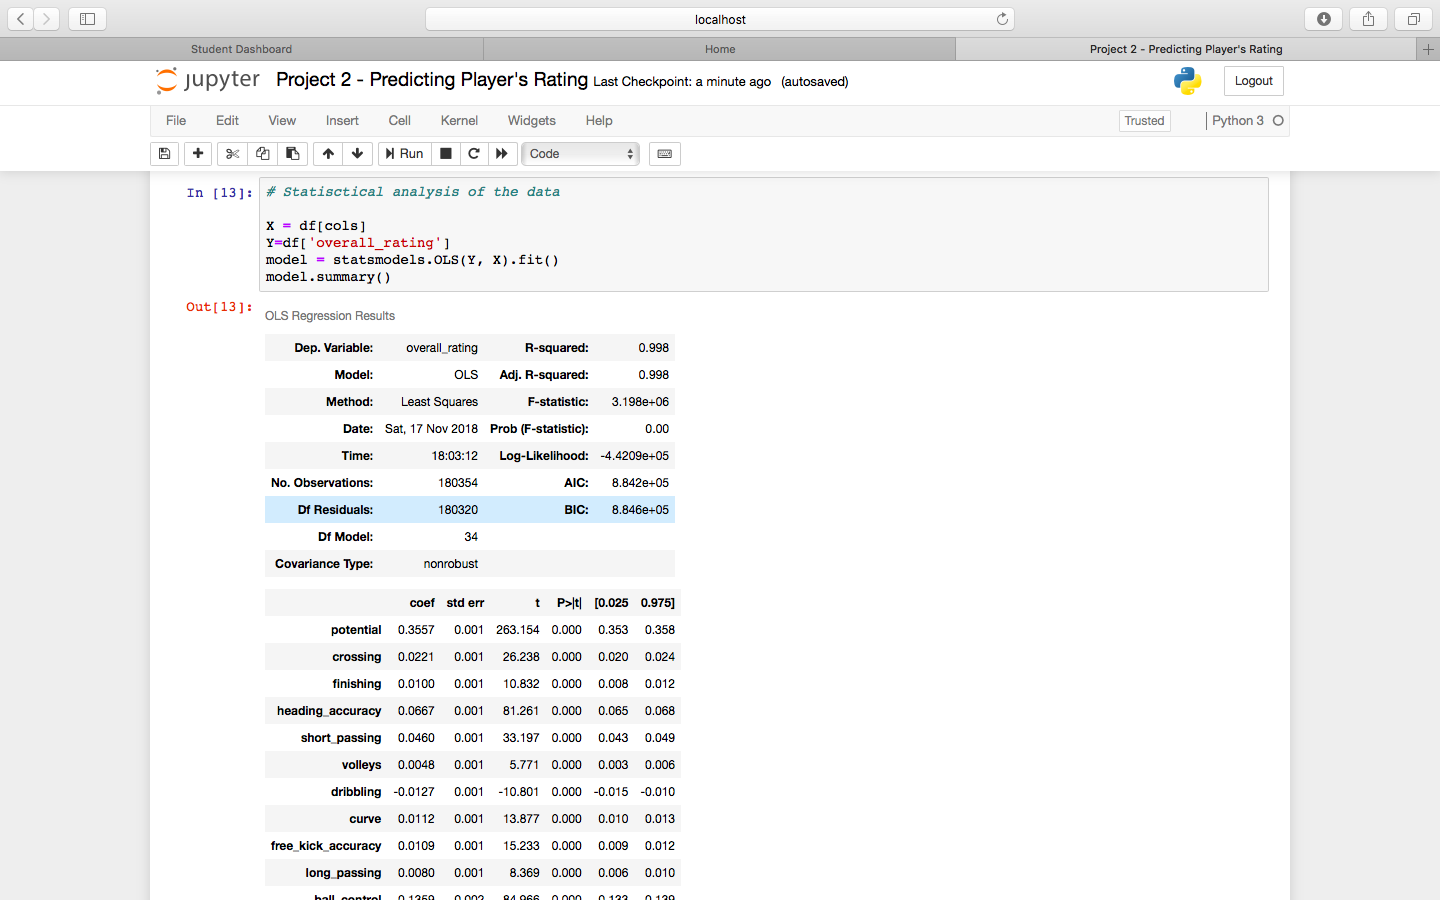 localhost
Student Dashboard
Home
Project 2 - Predicting Player's Rating
jupyter Project 2 - Predicting Player's Rating Last Checkpoint: a minute ago (autosaved)
Logout
File Edit View Insert Cell Kernel Widgets Help
Trusted
Python 3
Run
Code
In [13]: # Statisctical analysis of the data
X = df[cols]
Y=df['overall_rating']
model = statsmodels.OLS(Y, X).fit()
model.summary()
Out[13]:
OLS Regression Results
Dep. Variable: overall_rating R-squared: 0.998
Model: OLS Adj. R-squared: 0.998
Method: Least Squares F-statistic: 3.198e+06
Date: Sat, 17 Nov 2018 Prob (F-statistic): 0.00
Time: 18:03:12 Log-Likelihood: -4.4209e+05
No. Observations: 180354 AIC: 8.842e+05
Df Residuals: 180320 BIC: 8.846e+05
Df Model: 34
Covariance Type: nonrobust
coef std err t P>|t| [0.025 0.975]
potential 0.3557 0.001 263.154 0.000 0.353 0.358
crossing 0.0221 0.001 26.238 0.000 0.020 0.024
finishing 0.0100 0.001 10.832 0.000 0.008 0.012
heading_accuracy 0.0667 0.001 81.261 0.000 0.065 0.068
short_passing 0.0460 0.001 33.197 0.000 0.043 0.049
volleys 0.0048 0.001 5.771 0.000 0.003 0.006
dribbling -0.0127 0.001 -10.801 0.000 -0.015 -0.010
curve 0.0112 0.001 13.877 0.000 0.010 0.013
free_kick_accuracy 0.0109 0.001 15.233 0.000 0.009 0.012
long_passing 0.0080 0.001 8.369 0.000 0.006 0.010
ball_control 0.1359 0.002 84.966 0.000 0.133 0.139